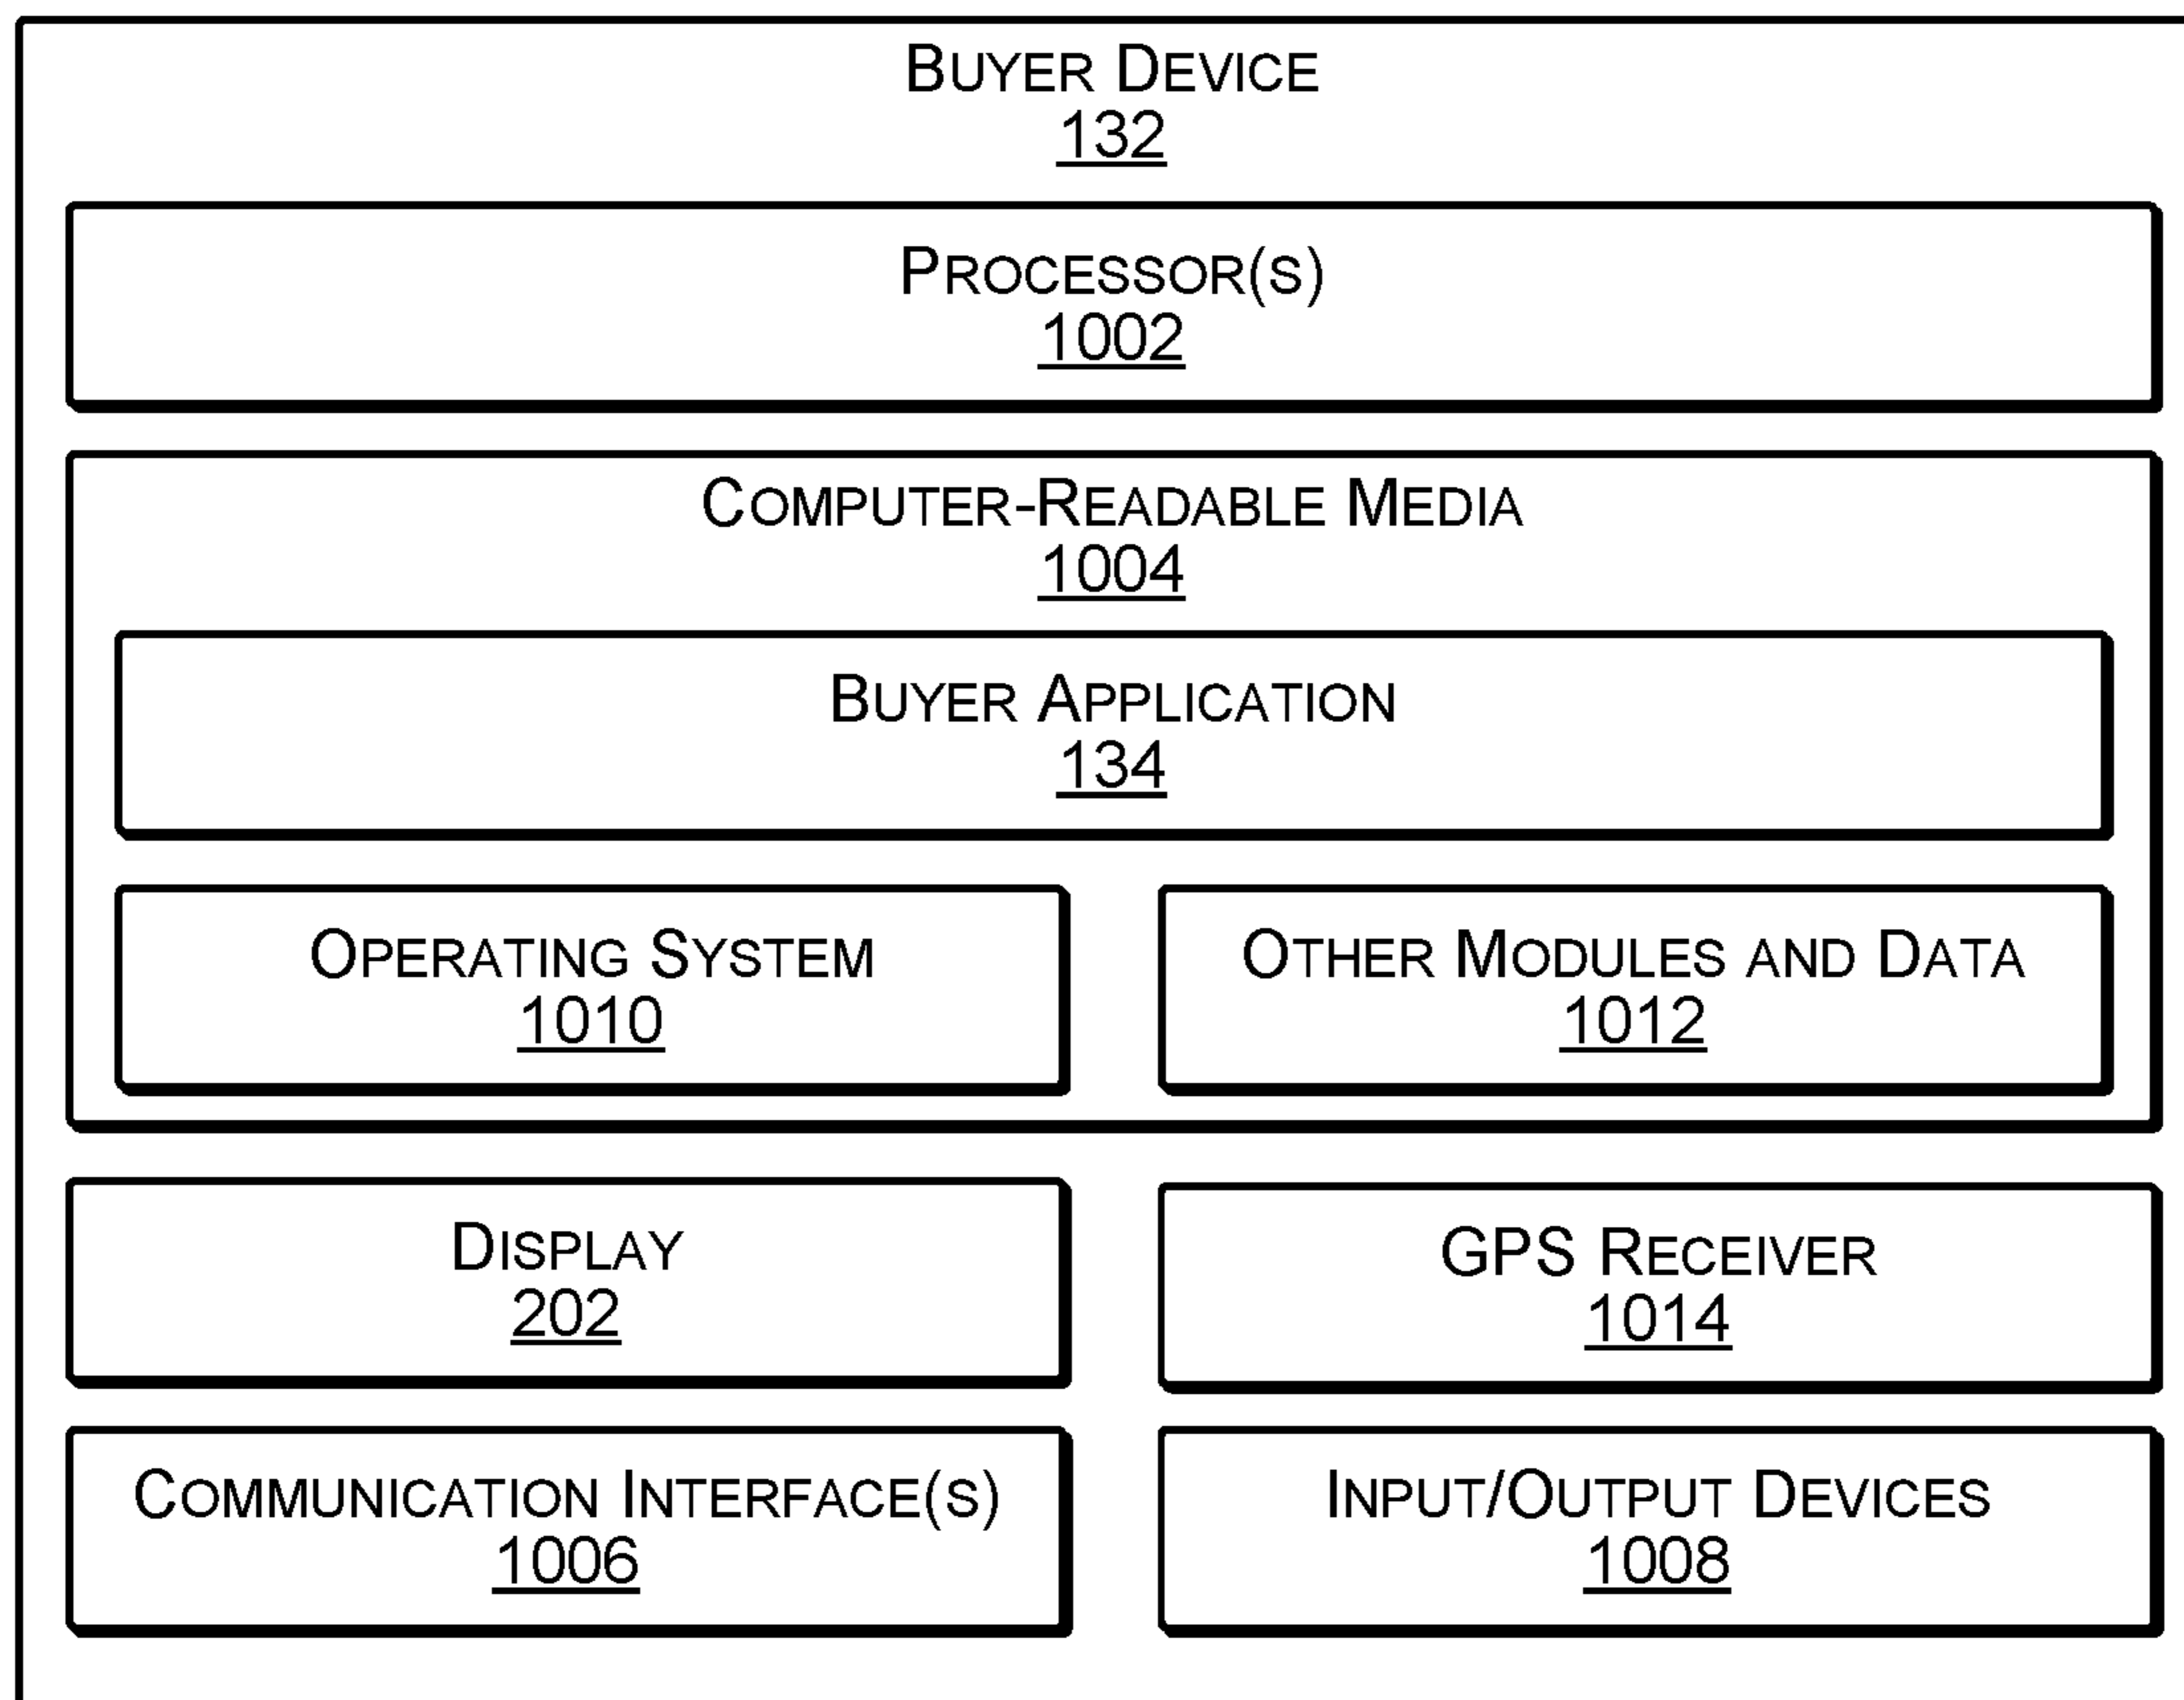 BUYER DEVICE
132
PROCESSOR(S)
1002
COMPUTER-READABLE MEDIA
1004
BUYER APPLICATION
134
OPERATING SYSTEM
1010
OTHER MODULES AND DATA
1012
DISPLAY
202
GPS RECEIVER
1014
COMMUNICATION INTERFACE(S)
1006
INPUT/OUTPUT DEVICES
1008